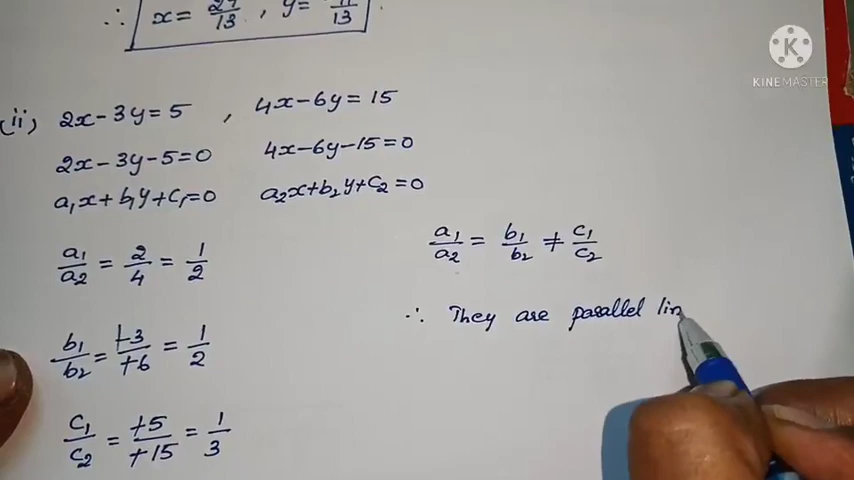 ∴ x = 29/13 , y = 11/13
K
KINEMASTER
(ii) 2x-3y=5 , 4x-6y=15
2x-3y-5=0 4x-6y-15=0
a₁x+b₁y+c₁=0 a₂x+b₂y+c₂=0
a₁/a₂ = 2/4 = 1/2
a₁/a₂ = b₁/b₂ ≠ c₁/c₂
∴ They are parallel lin
b₁/b₂ = +3/+6 = 1/2
c₁/c₂ = +5/+15 = 1/3